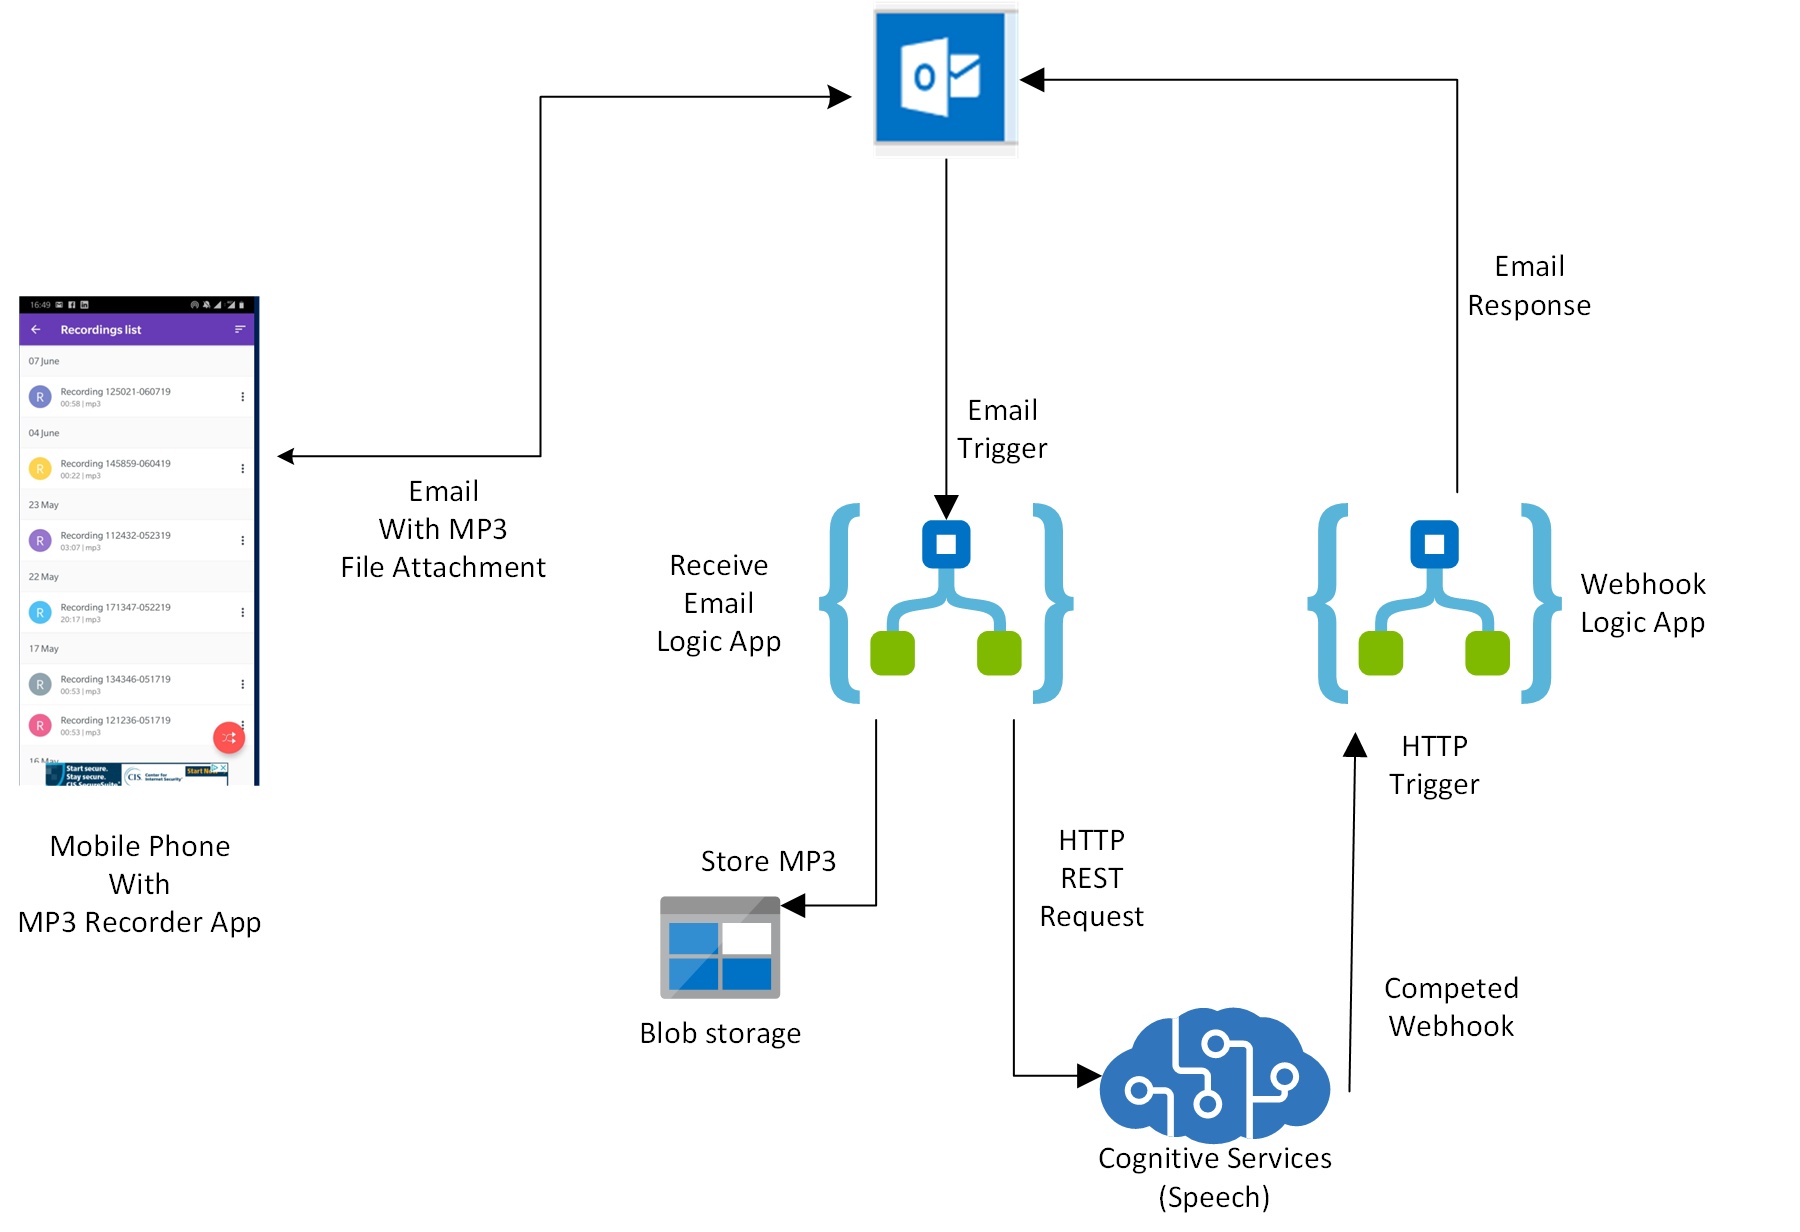 Email
Response
Email
Trigger
16:49
Recordings list
07 June
R
Recording 125021-060719
00:58 | mp3
04 June
R
Recording 145859-060419
00:22 | mp3
23 May
R
Recording 112432-052319
03:07 | mp3
22 May
R
Recording 171347-052219
20:17 | mp3
17 May
R
Recording 134346-051719
00:53 | mp3
R
Recording 121236-051719
00:53 | mp3
16 May
Start secure.
Stay secure.
CIS SecureSuite
CIS. Center for
Internet Security
Start Now
Mobile Phone
With
MP3 Recorder App
Email
With MP3
File Attachment
Receive
Email
Logic App
Webhook
Logic App
HTTP
Trigger
Store MP3
HTTP
REST
Request
Blob storage
Competed
Webhook
Cognitive Services
(Speech)